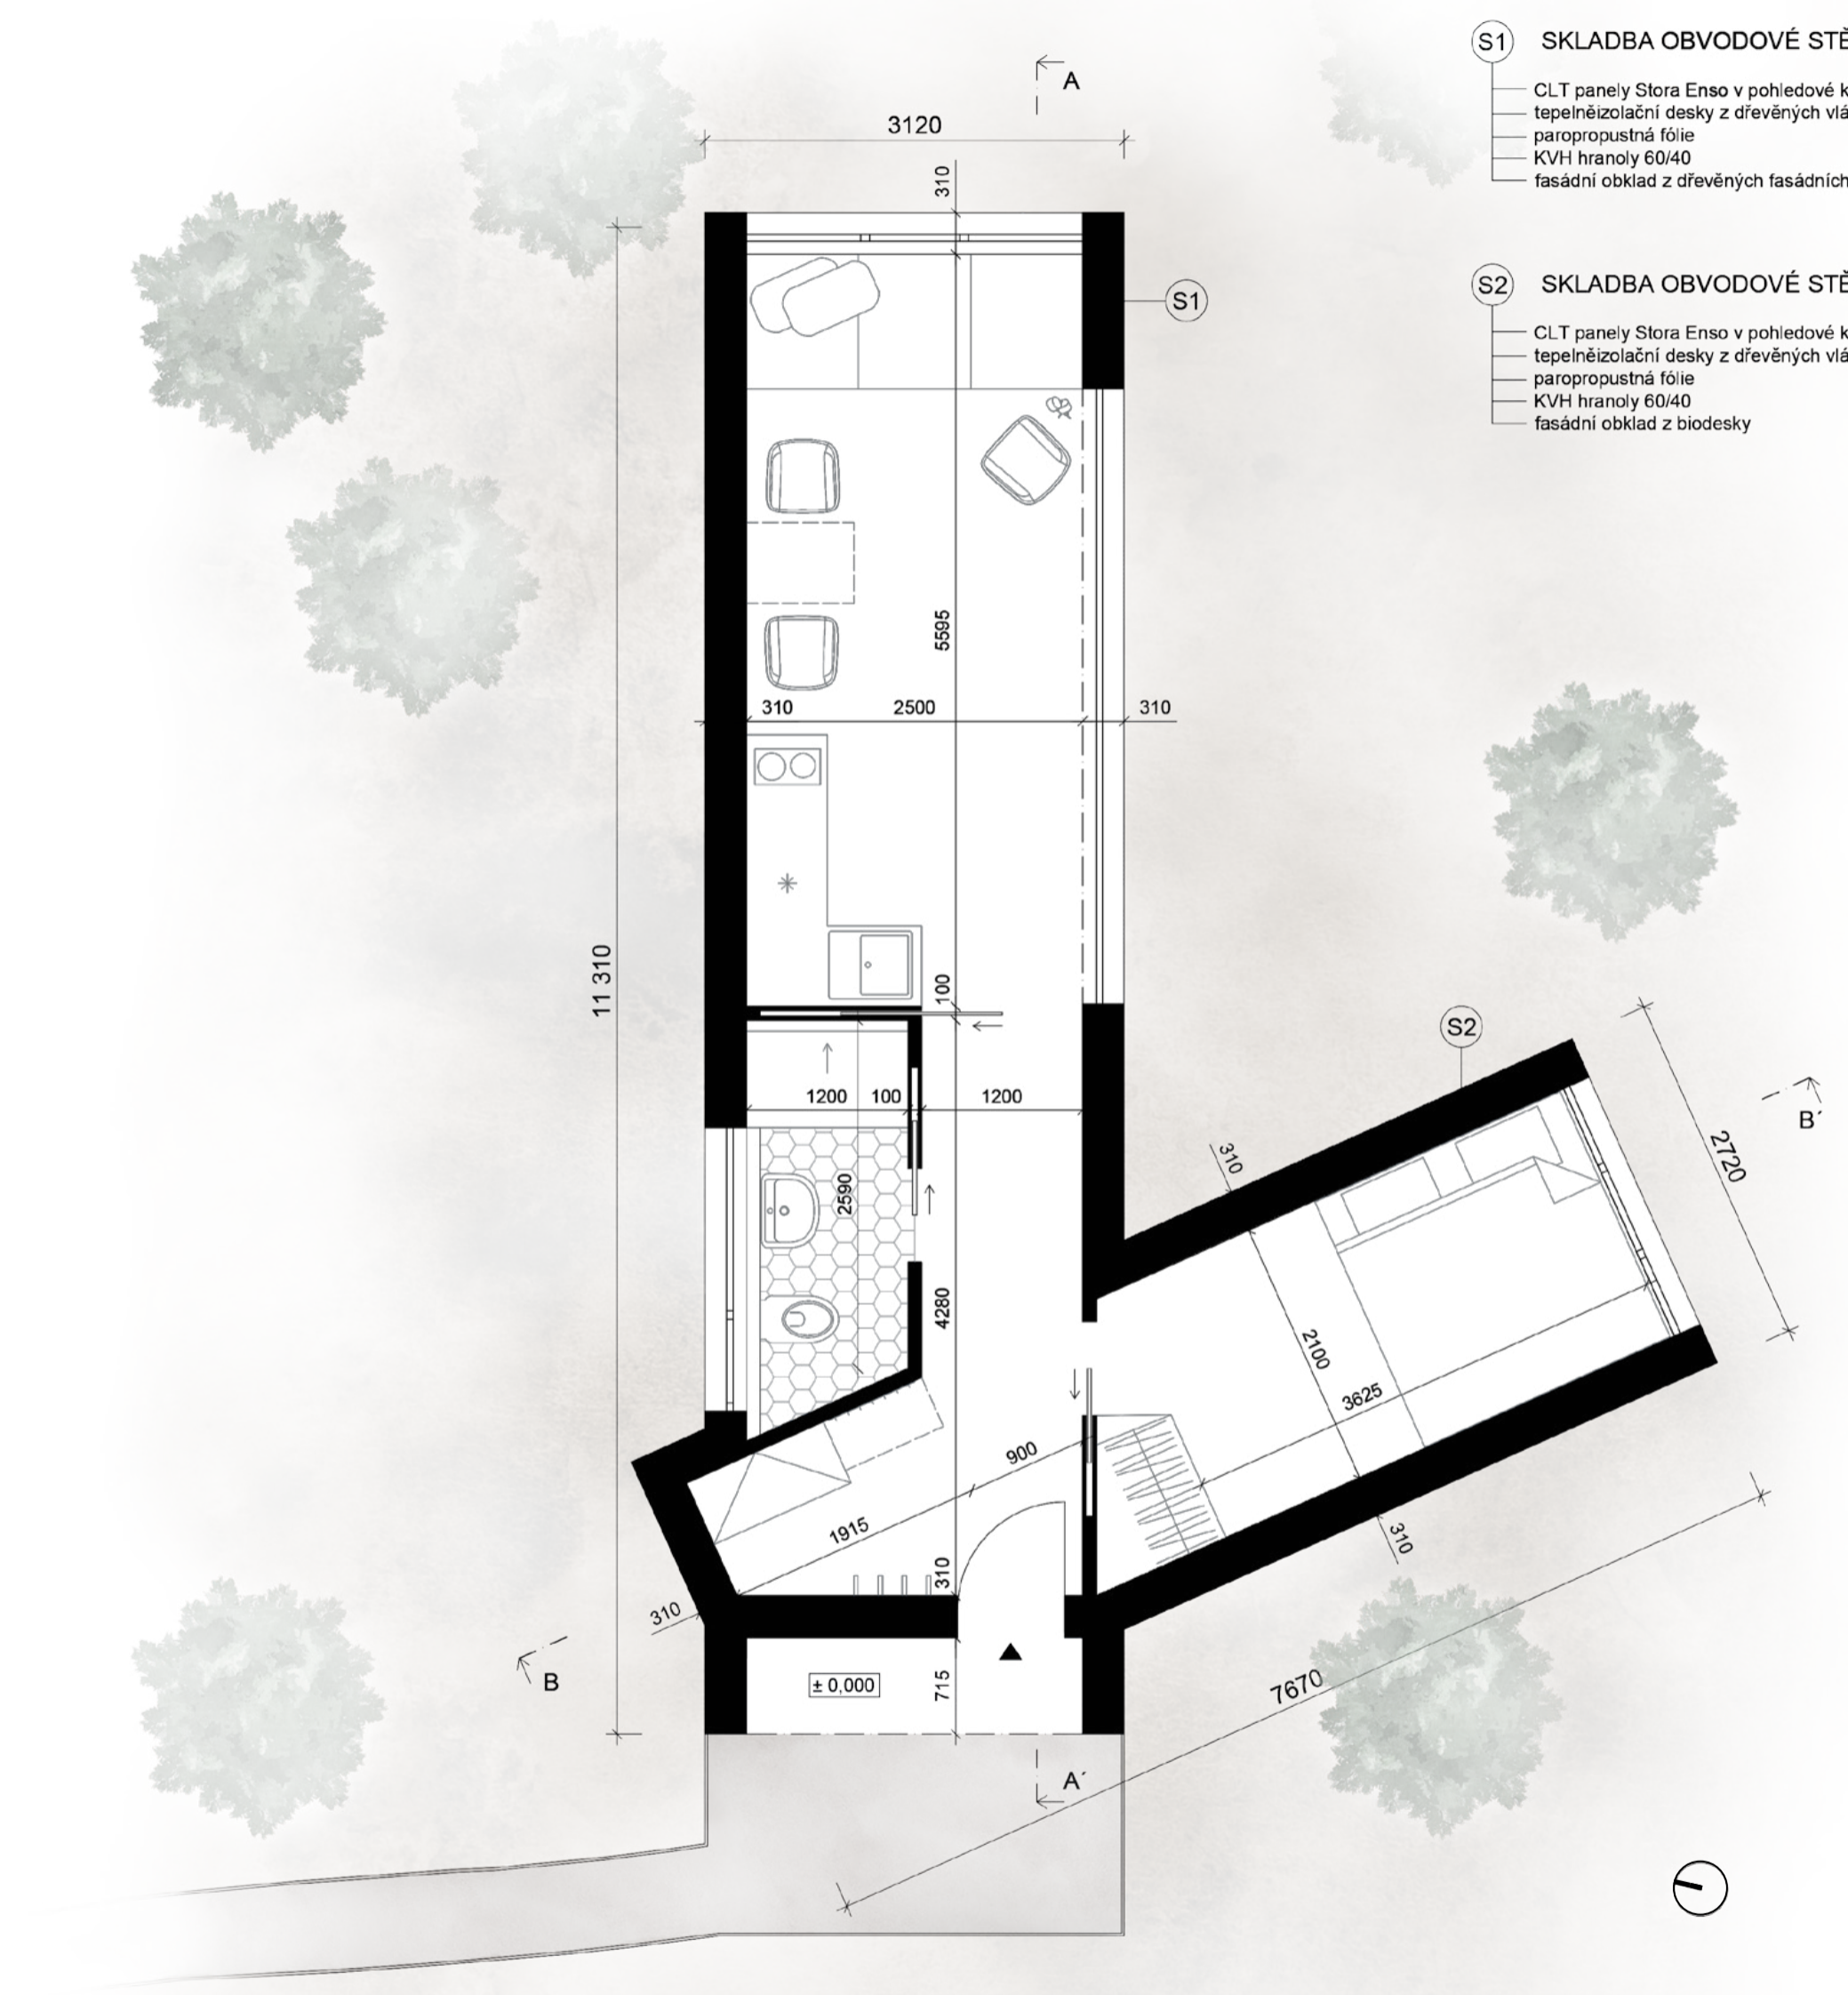 S1 SKLADBA OBVODOVÉ STĚ
CLT panely Stora Enso v pohledové k
tepelněizolační desky z dřevěných vlá
paropropustná fólie
KVH hranoly 60/40
fasádní obklad z dřevěných fasádních
S2 SKLADBA OBVODOVÉ STĚ
CLT panely Stora Enso v pohledové k
tepelněizolační desky z dřevěných vlá
paropropustná fólie
KVH hranoly 60/40
fasádní obklad z biodesky
A
3120
310
S1
5595
310 2500 310
11 310
100
S2
1200 100 1200
B´
2720
310
2590
4280
2100
3625
900
1915
310
310
310
B
± 0,000
715
7670
A´